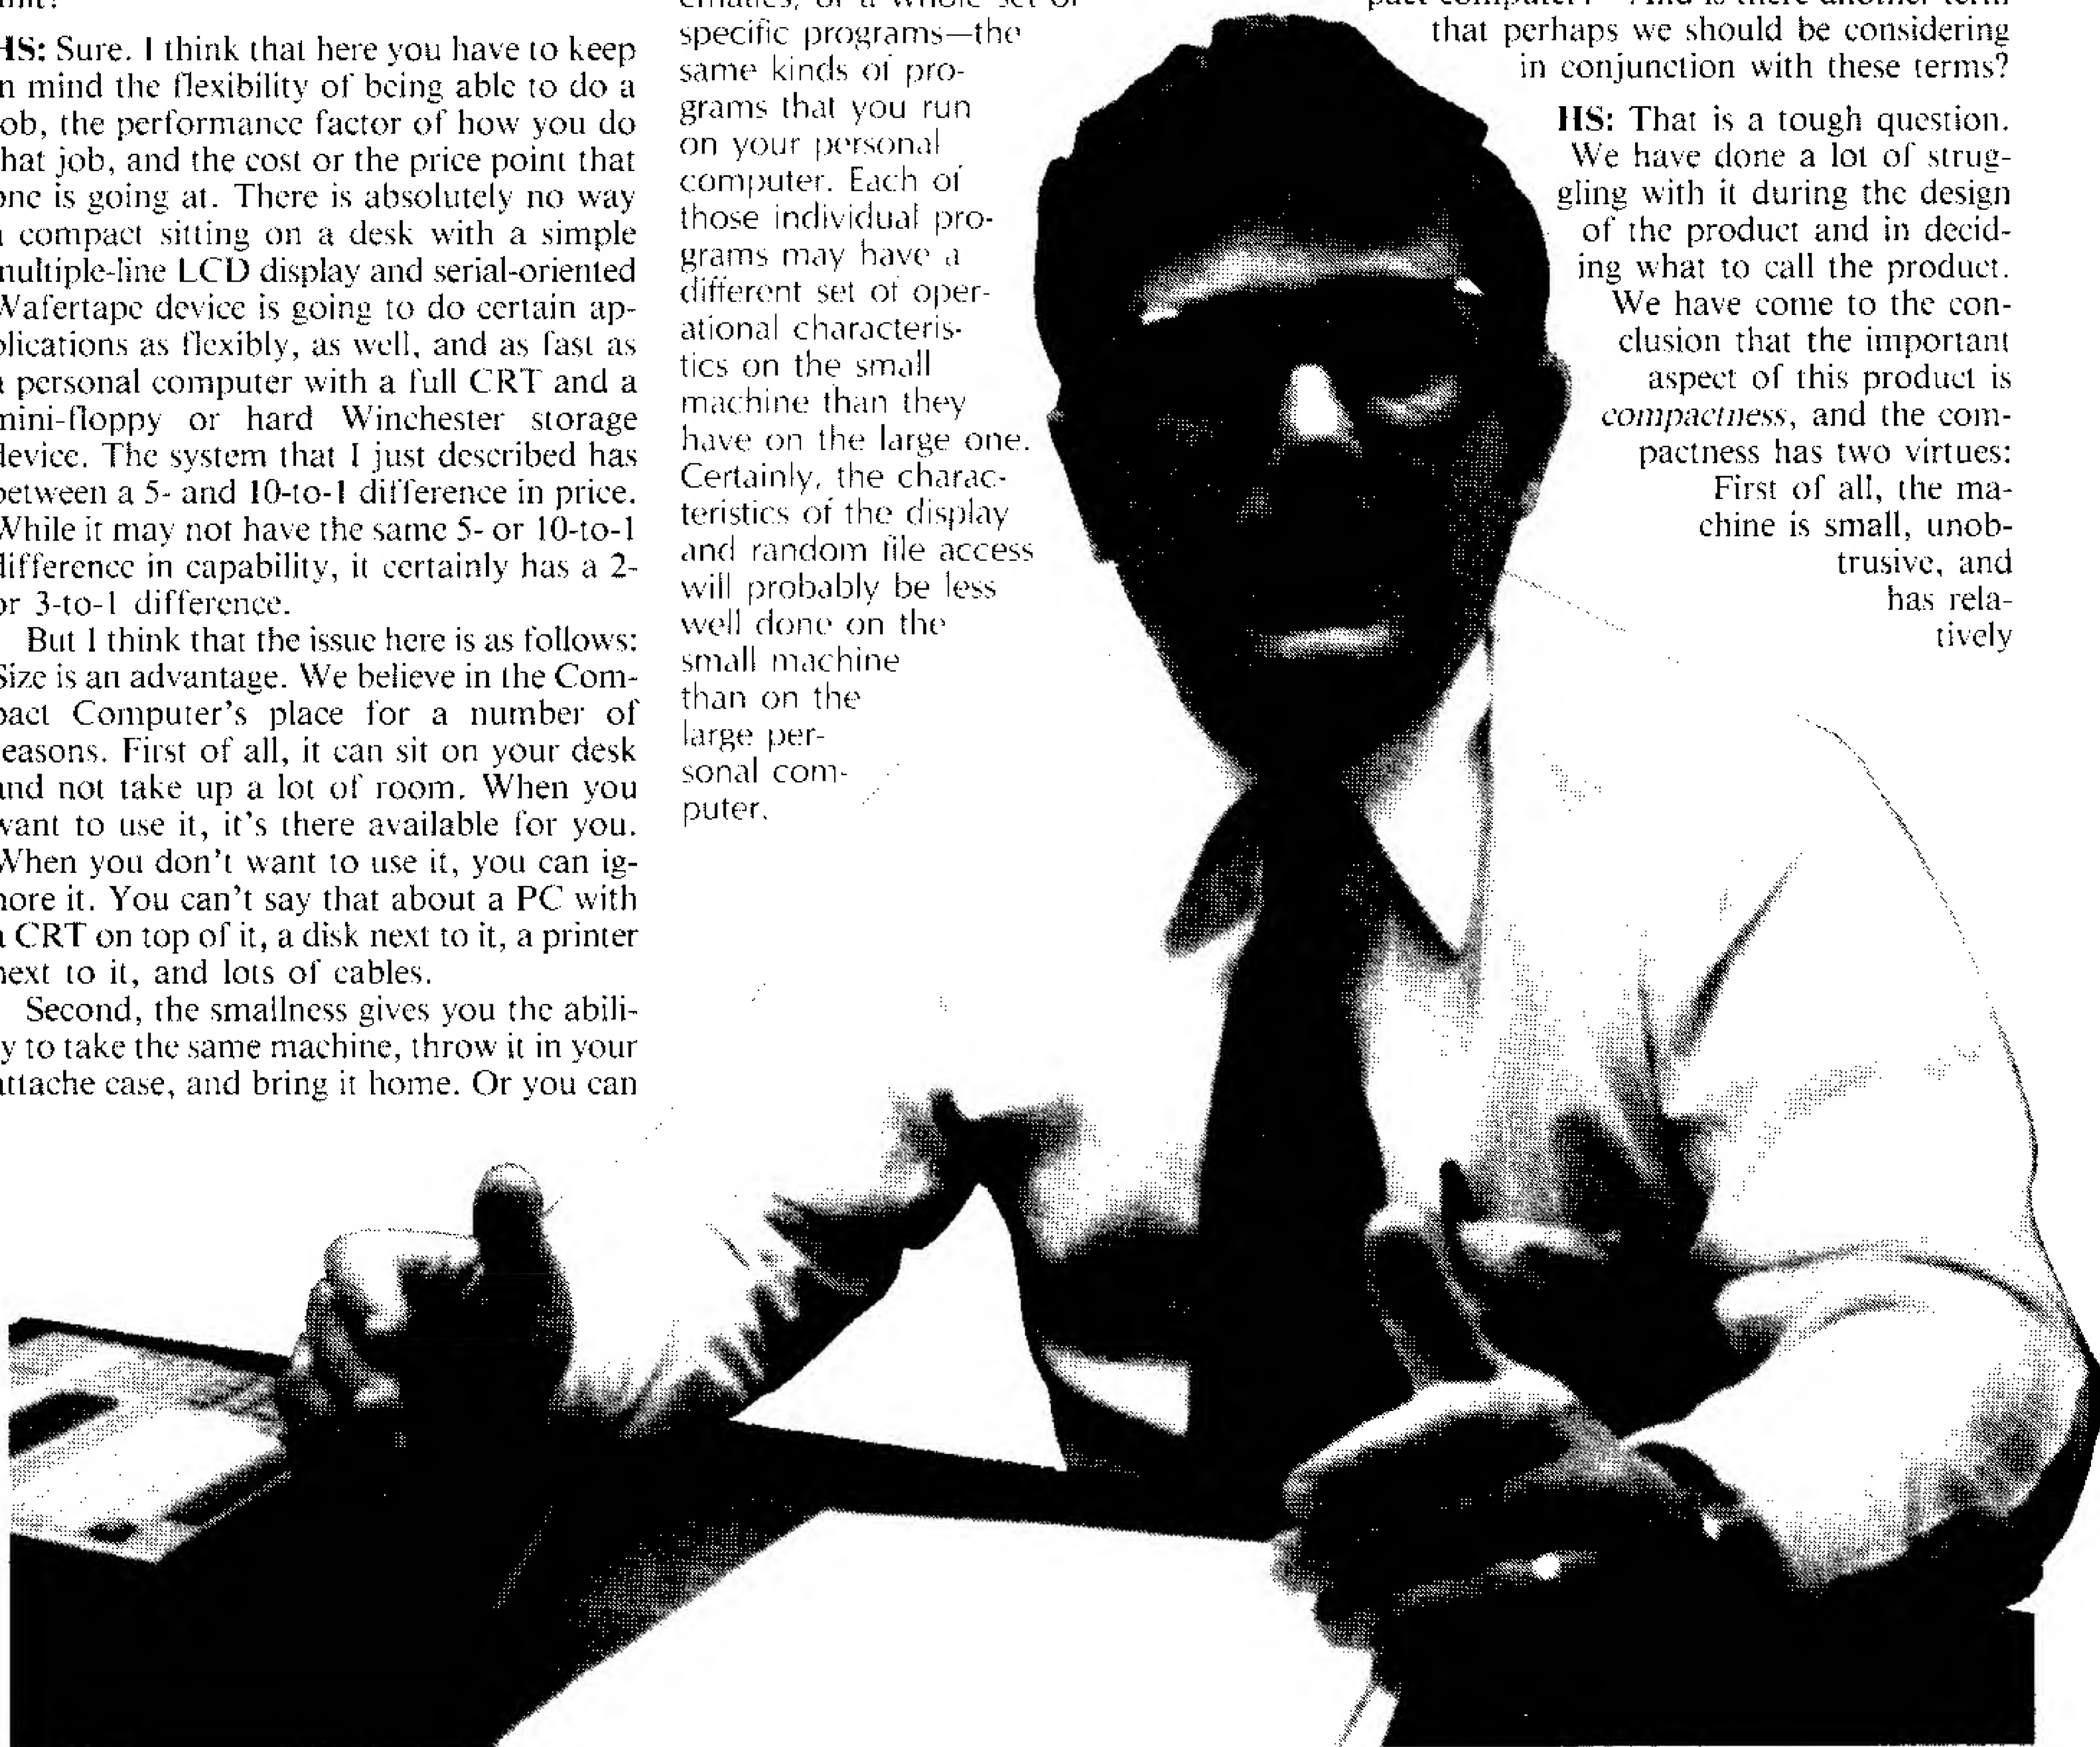 HS: Sure. I think that here you have to keep
in mind the flexibility of being able to do a
job, the performance factor of how you do
that job, and the cost or the price point that
one is going at. There is absolutely no way
a compact sitting on a desk with a simple
multiple-line LCD display and serial-oriented
Wafertape device is going to do certain ap-
plications as flexibly, as well, and as fast as
a personal computer with a full CRT and a
mini-floppy or hard Winchester storage
device. The system that I just described has
between a 5- and 10-to-1 difference in price.
While it may not have the same 5- or 10-to-1
difference in capability, it certainly has a 2-
or 3-to-1 difference.
But I think that the issue here is as follows:
Size is an advantage. We believe in the Com-
pact Computer's place for a number of
reasons. First of all, it can sit on your desk
and not take up a lot of room. When you
want to use it, it's there available for you.
When you don't want to use it, you can ig-
nore it. You can't say that about a PC with
a CRT on top of it, a disk next to it, a printer
next to it, and lots of cables.
Second, the smallness gives you the abili-
ty to take the same machine, throw it in your
attache case, and bring it home. Or you can
specific programs—the
same kinds of pro-
grams that you run
on your personal
computer. Each of
those individual pro-
grams may have a
different set of oper-
ational characteris-
tics on the small
machine than they
have on the large one.
Certainly, the charac-
teristics of the display
and random file access
will probably be less
well done on the
small machine
than on the
large per-
sonal com-
puter.
that perhaps we should be considering
in conjunction with these terms?
HS: That is a tough question.
We have done a lot of strug-
gling with it during the design
of the product and in decid-
ing what to call the product.
We have come to the con-
clusion that the important
aspect of this product is
compactness, and the com-
pactness has two virtues:
First of all, the ma-
chine is small, unob-
trusive, and
has rela-
tively